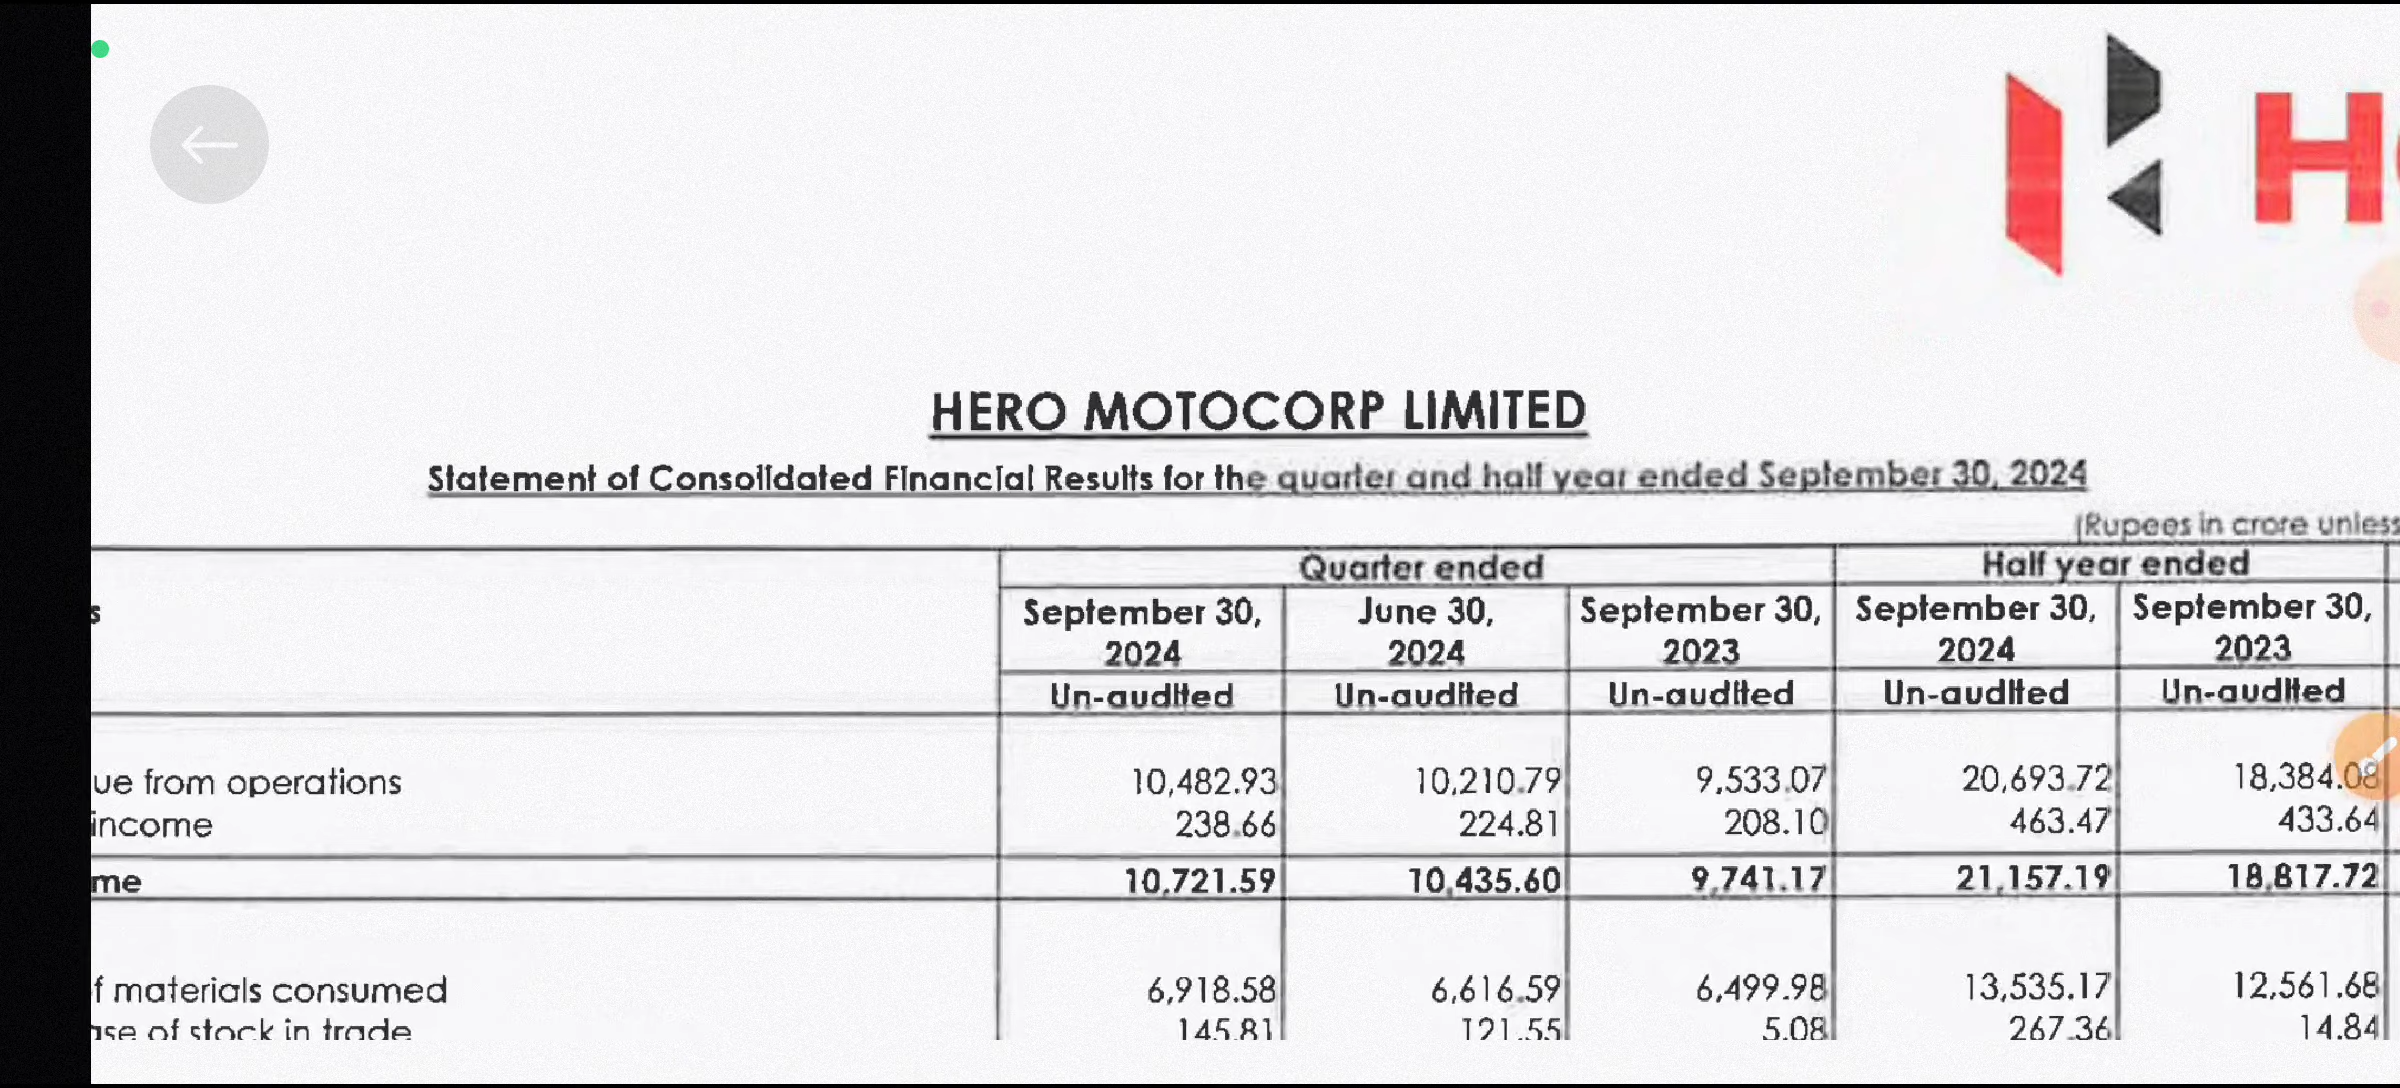 H
HERO MOTOCORP LIMITED
Statement of Consolidated Financial Results for the quarter and half year ended September 30, 2024
(Rupees in crore unless
Quarter ended Half year ended
s September 30, 2024 June 30, 2024 September 30, 2023 September 30, 2024 September 30, 2023
Un-audited Un-audited Un-audited Un-audited Un-audited
ue from operations 10,482.93 10,210.79 9,533.07 20,693.72 18,384.08
income 238.66 224.81 208.10 463.47 433.64
me 10,721.59 10,435.60 9,741.17 21,157.19 18,817.72
f materials consumed 6,918.58 6,616.59 6,499.98 13,535.17 12,561.68
ase of stock in trade 145.81 121.55 5.08 267.36 14.84